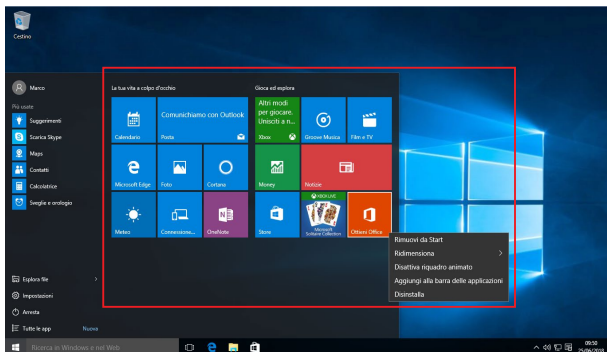 Cestino
Marco
Più usate
Suggerimenti
Scarica Skype
Maps
Contatti
Calcolatrice
Sveglie e orologio
Esplora file
Impostazioni
Arresta
Tutte le app
Nuova
La tua vita a colpo d'occhio
Calendario
Comunichiamo con Outlook
Posta
Microsoft Edge
Foto
Cortana
Meteo
Connessione...
OneNote
Gioca ed esplora
Altri modi
per giocare.
Unisciti a n...
Xbox
Groove Musica
Film e TV
Money
Notizie
Store
XBOX LIVE
Microsoft
Solitaire Collection
Ottieni Office
Rimuovi da Start
Ridimensiona
Disattiva riquadro animato
Aggiungi alla barra delle applicazioni
Disinstalla
Ricerca in Windows e nel Web
09:50
25/06/2018